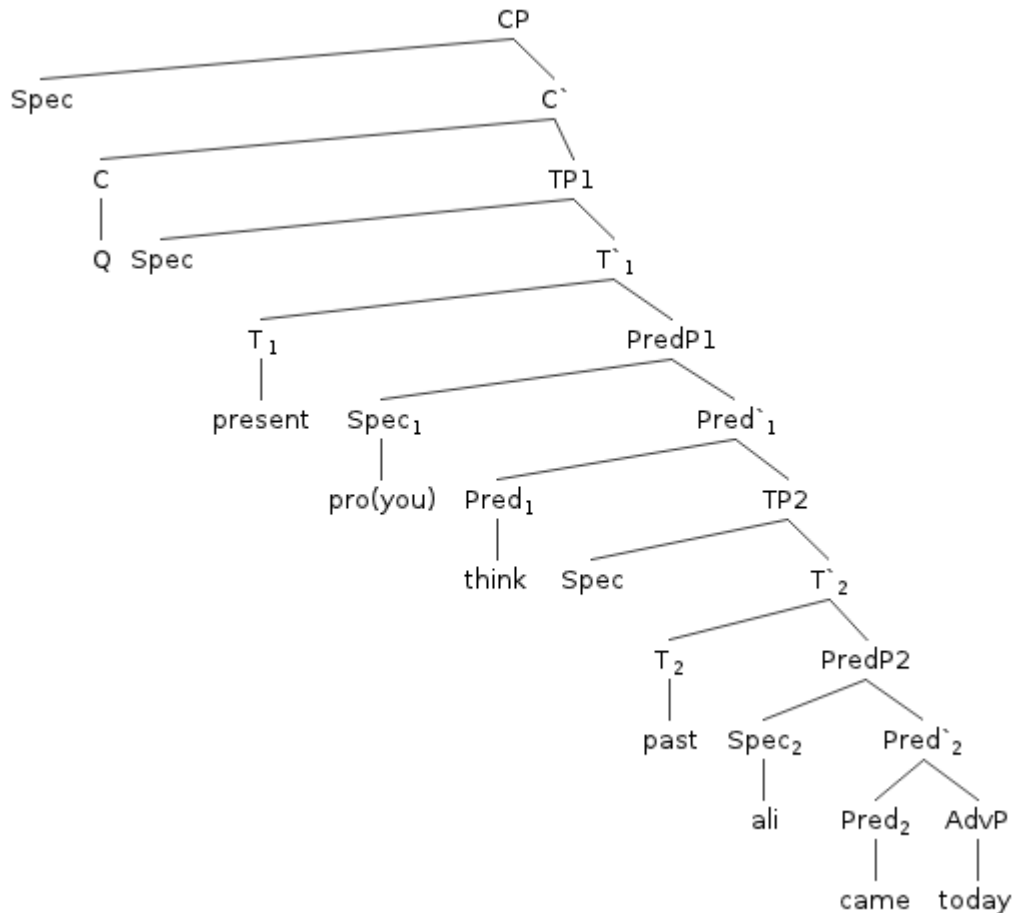 CP
Spec C`
C TP1
Q Spec T`1
T1 PredP1
present Spec1 Pred`1
pro(you) Pred1 TP2
think Spec T`2
T2 PredP2
past Spec2 Pred`2
ali Pred2 AdvP
came today